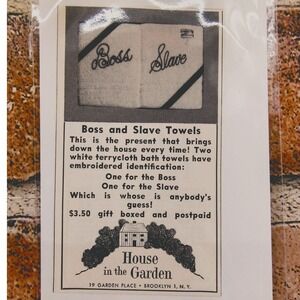 Boss Slave
Boss and Slave Towels
This is the present that brings
down the house every time! Two
white terrycloth bath towels have
embroidered identification:
One for the Boss
One for the Slave
Which is whose is anybody's
guess!
$3.50 gift boxed and postpaid
House
in the Garden
19 GARDEN PLACE • BROOKLYN 1, N.Y.